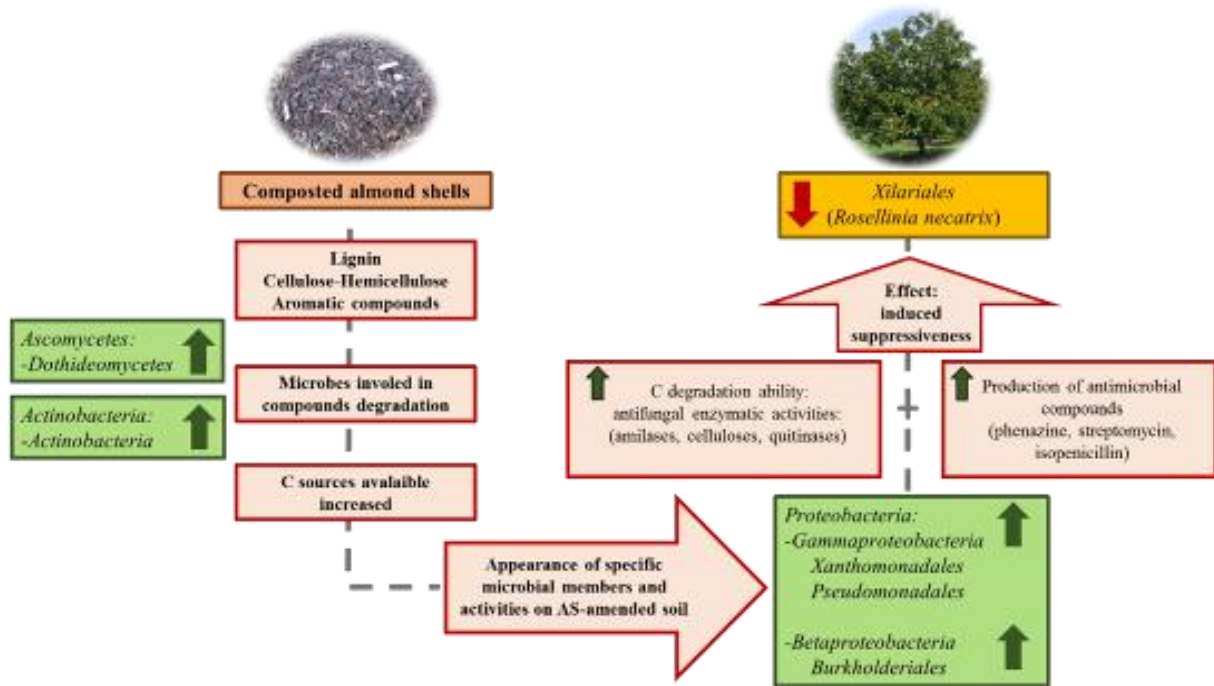 Composted almond shells
Lignin
Cellulose-Hemicellulose
Aromatic compounds
Ascomycetes:
-Dothideomycetes
Actinobacteria:
-Actinobacteria
Microbes involed in
compounds degradation
C sources avalaible
increased
Appearance of specific
microbial members and
activities on AS-amended soil
Proteobacteria:
-Gammaproteobacteria
Xanthomonadales
Pseudomonadales
-Betaproteobacteria
Burkholderiales
C degradation ability:
antifungal enzymatic activities:
(amilases, celluloses, quitinases)
+
Production of antimicrobial
compounds
(phenazine, streptomycin,
isopenicillin)
Effect:
induced
suppressiveness
Xilariales
(Rosellinia necatrix)